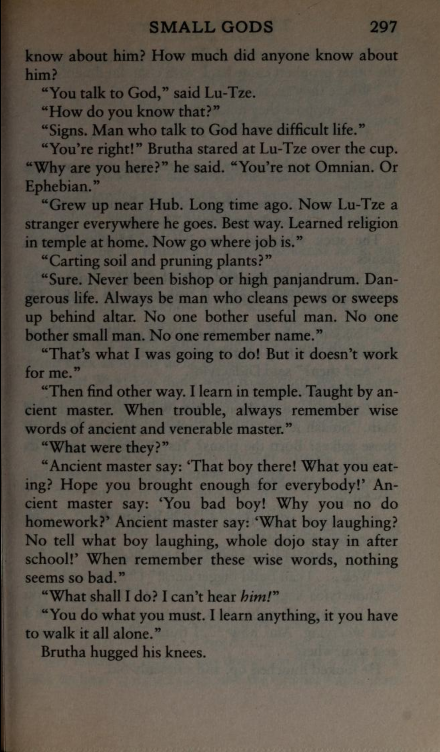 SMALL GODS 297
know about him? How much did anyone know about
him?
"You talk to God," said Lu-Tze.
"How do you know that?"
"Signs. Man who talk to God have difficult life."
"You're right!" Brutha stared at Lu-Tze over the cup.
"Why are you here?" he said. "You're not Omnian. Or
Ephebian."
"Grew up near Hub. Long time ago. Now Lu-Tze a
stranger everywhere he goes. Best way. Learned religion
in temple at home. Now go where job is."
"Carting soil and pruning plants?"
"Sure. Never been bishop or high panjandrum. Dan-
gerous life. Always be man who cleans pews or sweeps
up behind altar. No one bother useful man. No one
bother small man. No one remember name."
"That's what I was going to do! But it doesn't work
for me."
"Then find other way. I learn in temple. Taught by an-
cient master. When trouble, always remember wise
words of ancient and venerable master."
"What were they?"
"Ancient master say: 'That boy there! What you eat-
ing? Hope you brought enough for everybody!' An-
cient master say: 'You bad boy! Why you no do
homework?' Ancient master say: 'What boy laughing?
No tell what boy laughing, whole dojo stay in after
school!' When remember these wise words, nothing
seems so bad."
"What shall I do? I can't hear him!"
"You do what you must. I learn anything, it you have
to walk it all alone."
Brutha hugged his knees.